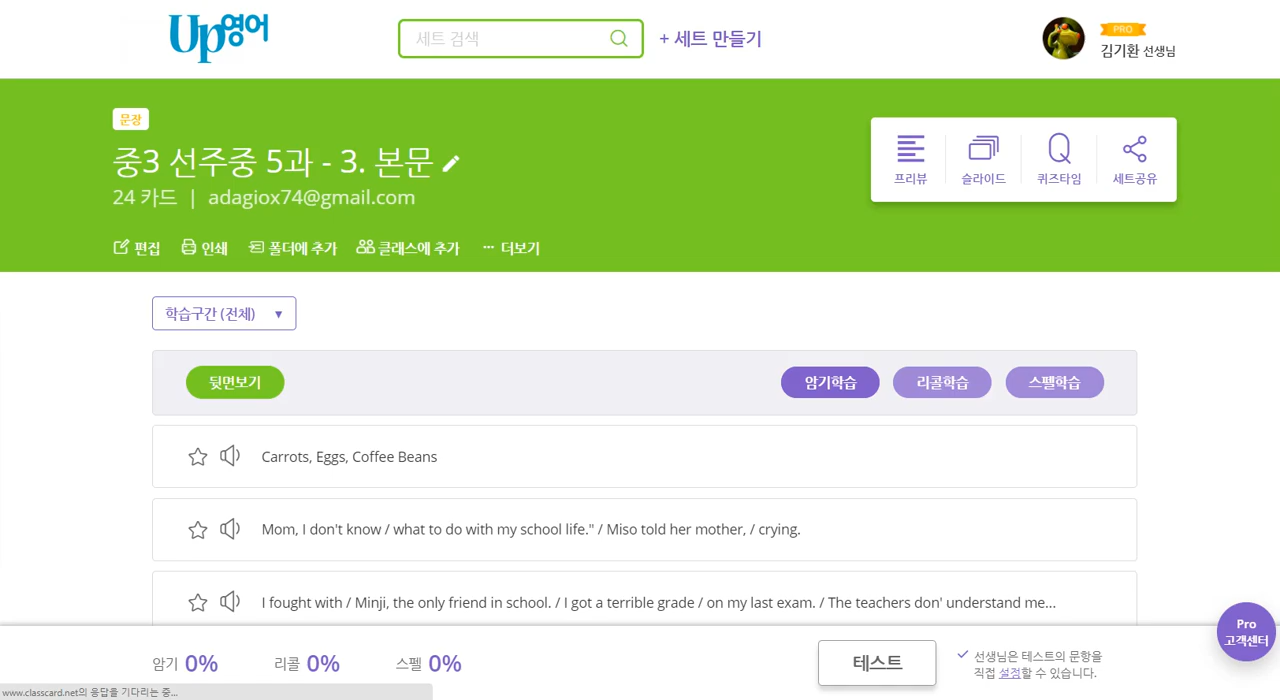 Up영어
세트 검색
+ 세트 만들기
PRO
김기환 선생님
문장
중3 선주중 5과 - 3. 본문
24 카드 | adagiox74@gmail.com
편집 인쇄 폴더에 추가 클래스에 추가 ··· 더보기
프리뷰 슬라이드 퀴즈타임 세트공유
학습구간 (전체) ▼
뒷면보기 암기학습 리콜학습 스펠학습
Carrots, Eggs, Coffee Beans
Mom, I don't know / what to do with my school life." / Miso told her mother, / crying.
I fought with / Minji, the only friend in school. / I got a terrible grade / on my last exam. / The teachers don' understand me...
Pro
고객센터
암기 0% 리콜 0% 스펠 0%
테스트
선생님은 테스트의 문항을
직접 설정할 수 있습니다.
www.classcard.net의 응답을 기다리는 중...